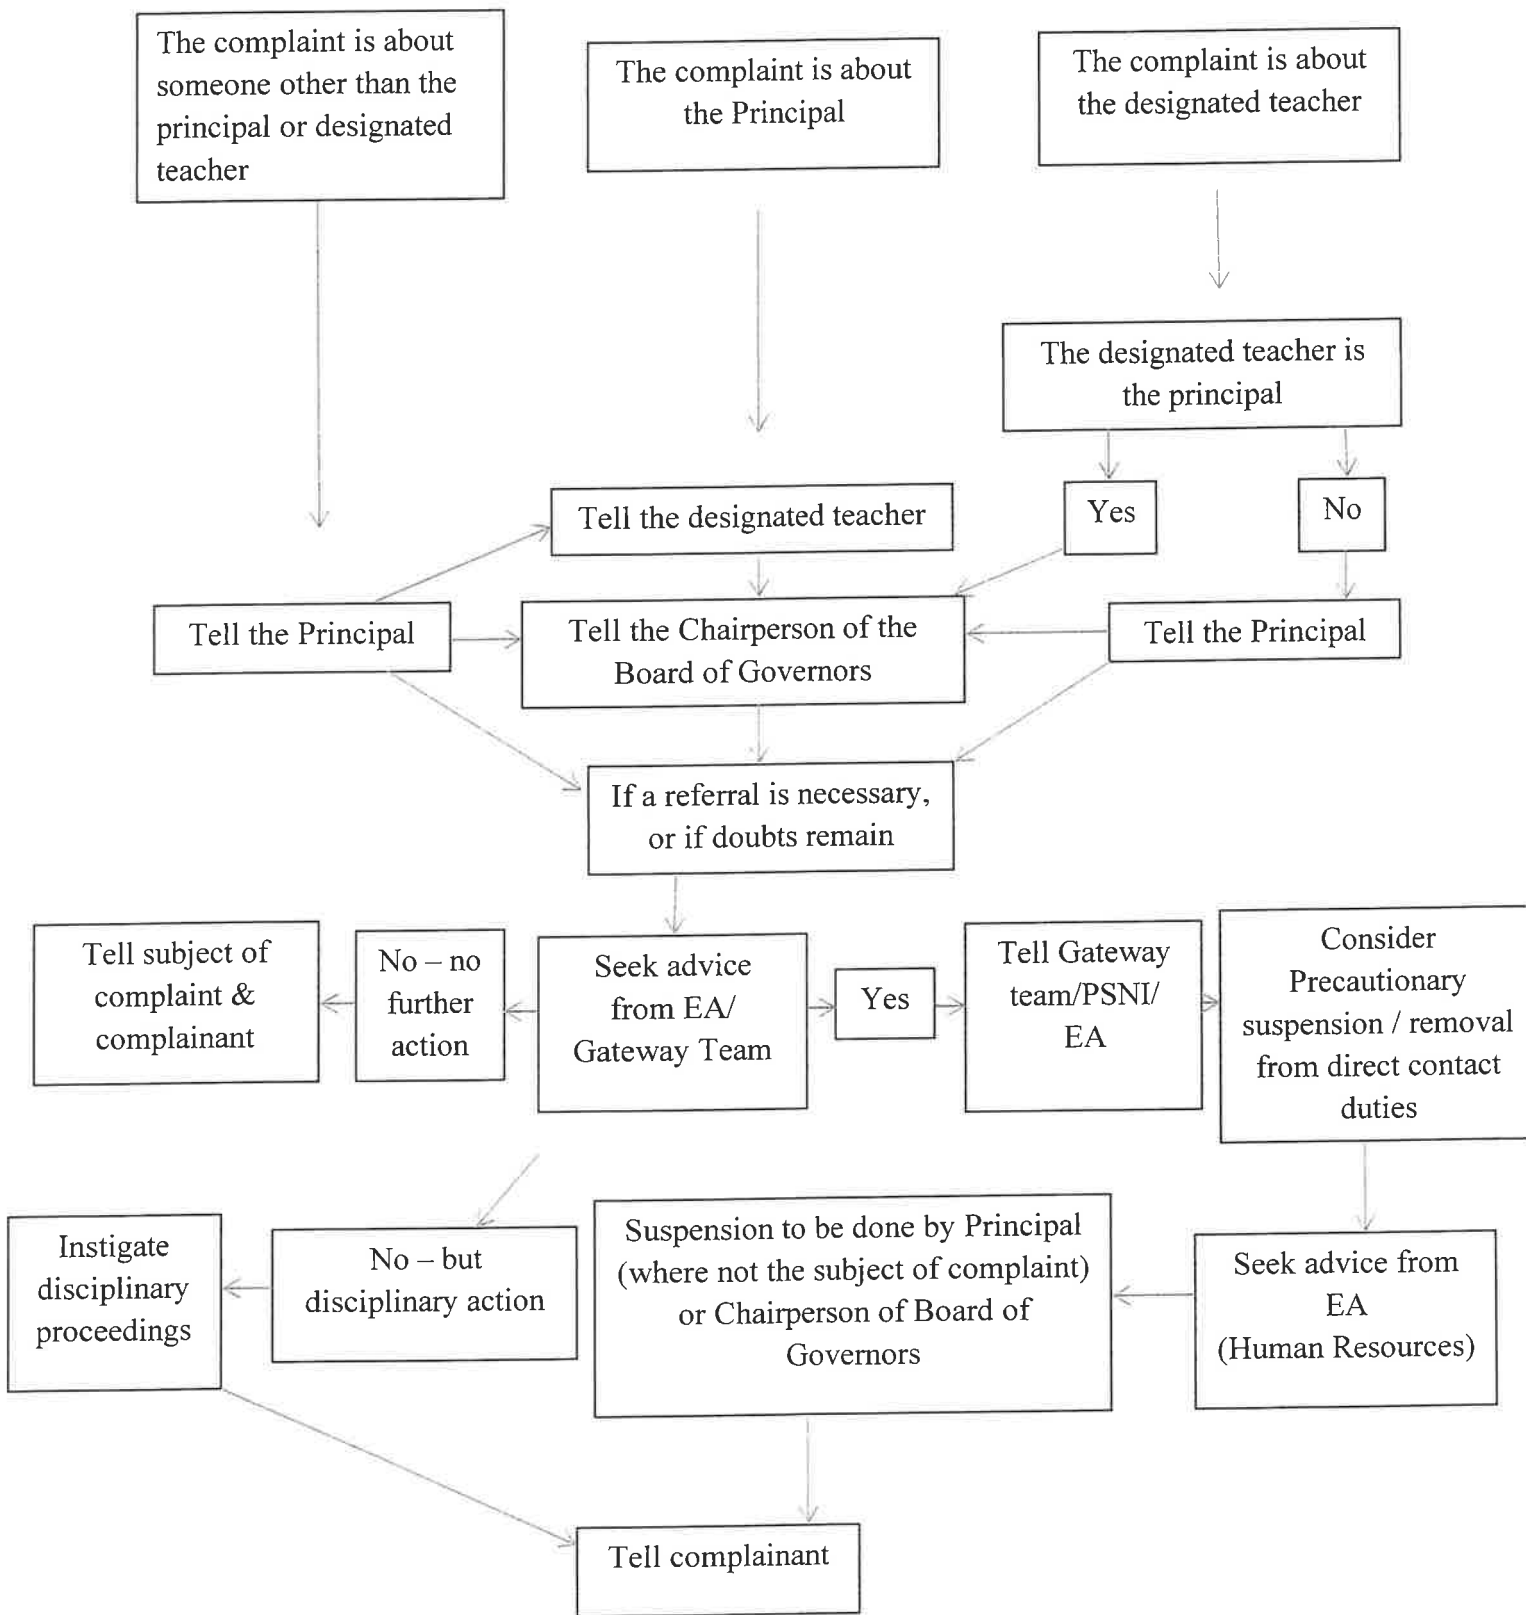 The complaint is about
someone other than the
principal or designated
teacher
The complaint is about
the Principal
The complaint is about
the designated teacher
The designated teacher is
the principal
Yes
No
Tell the designated teacher
Tell the Principal
Tell the Chairperson of the
Board of Governors
Tell the Principal
If a referral is necessary,
or if doubts remain
Tell subject of
complaint &
complainant
No – no
further
action
Seek advice
from EA/
Gateway Team
Yes
Tell Gateway
team/PSNI/
EA
Consider
Precautionary
suspension / removal
from direct contact
duties
Instigate
disciplinary
proceedings
No – but
disciplinary action
Suspension to be done by Principal
(where not the subject of complaint)
or Chairperson of Board of
Governors
Seek advice from
EA
(Human Resources)
Tell complainant